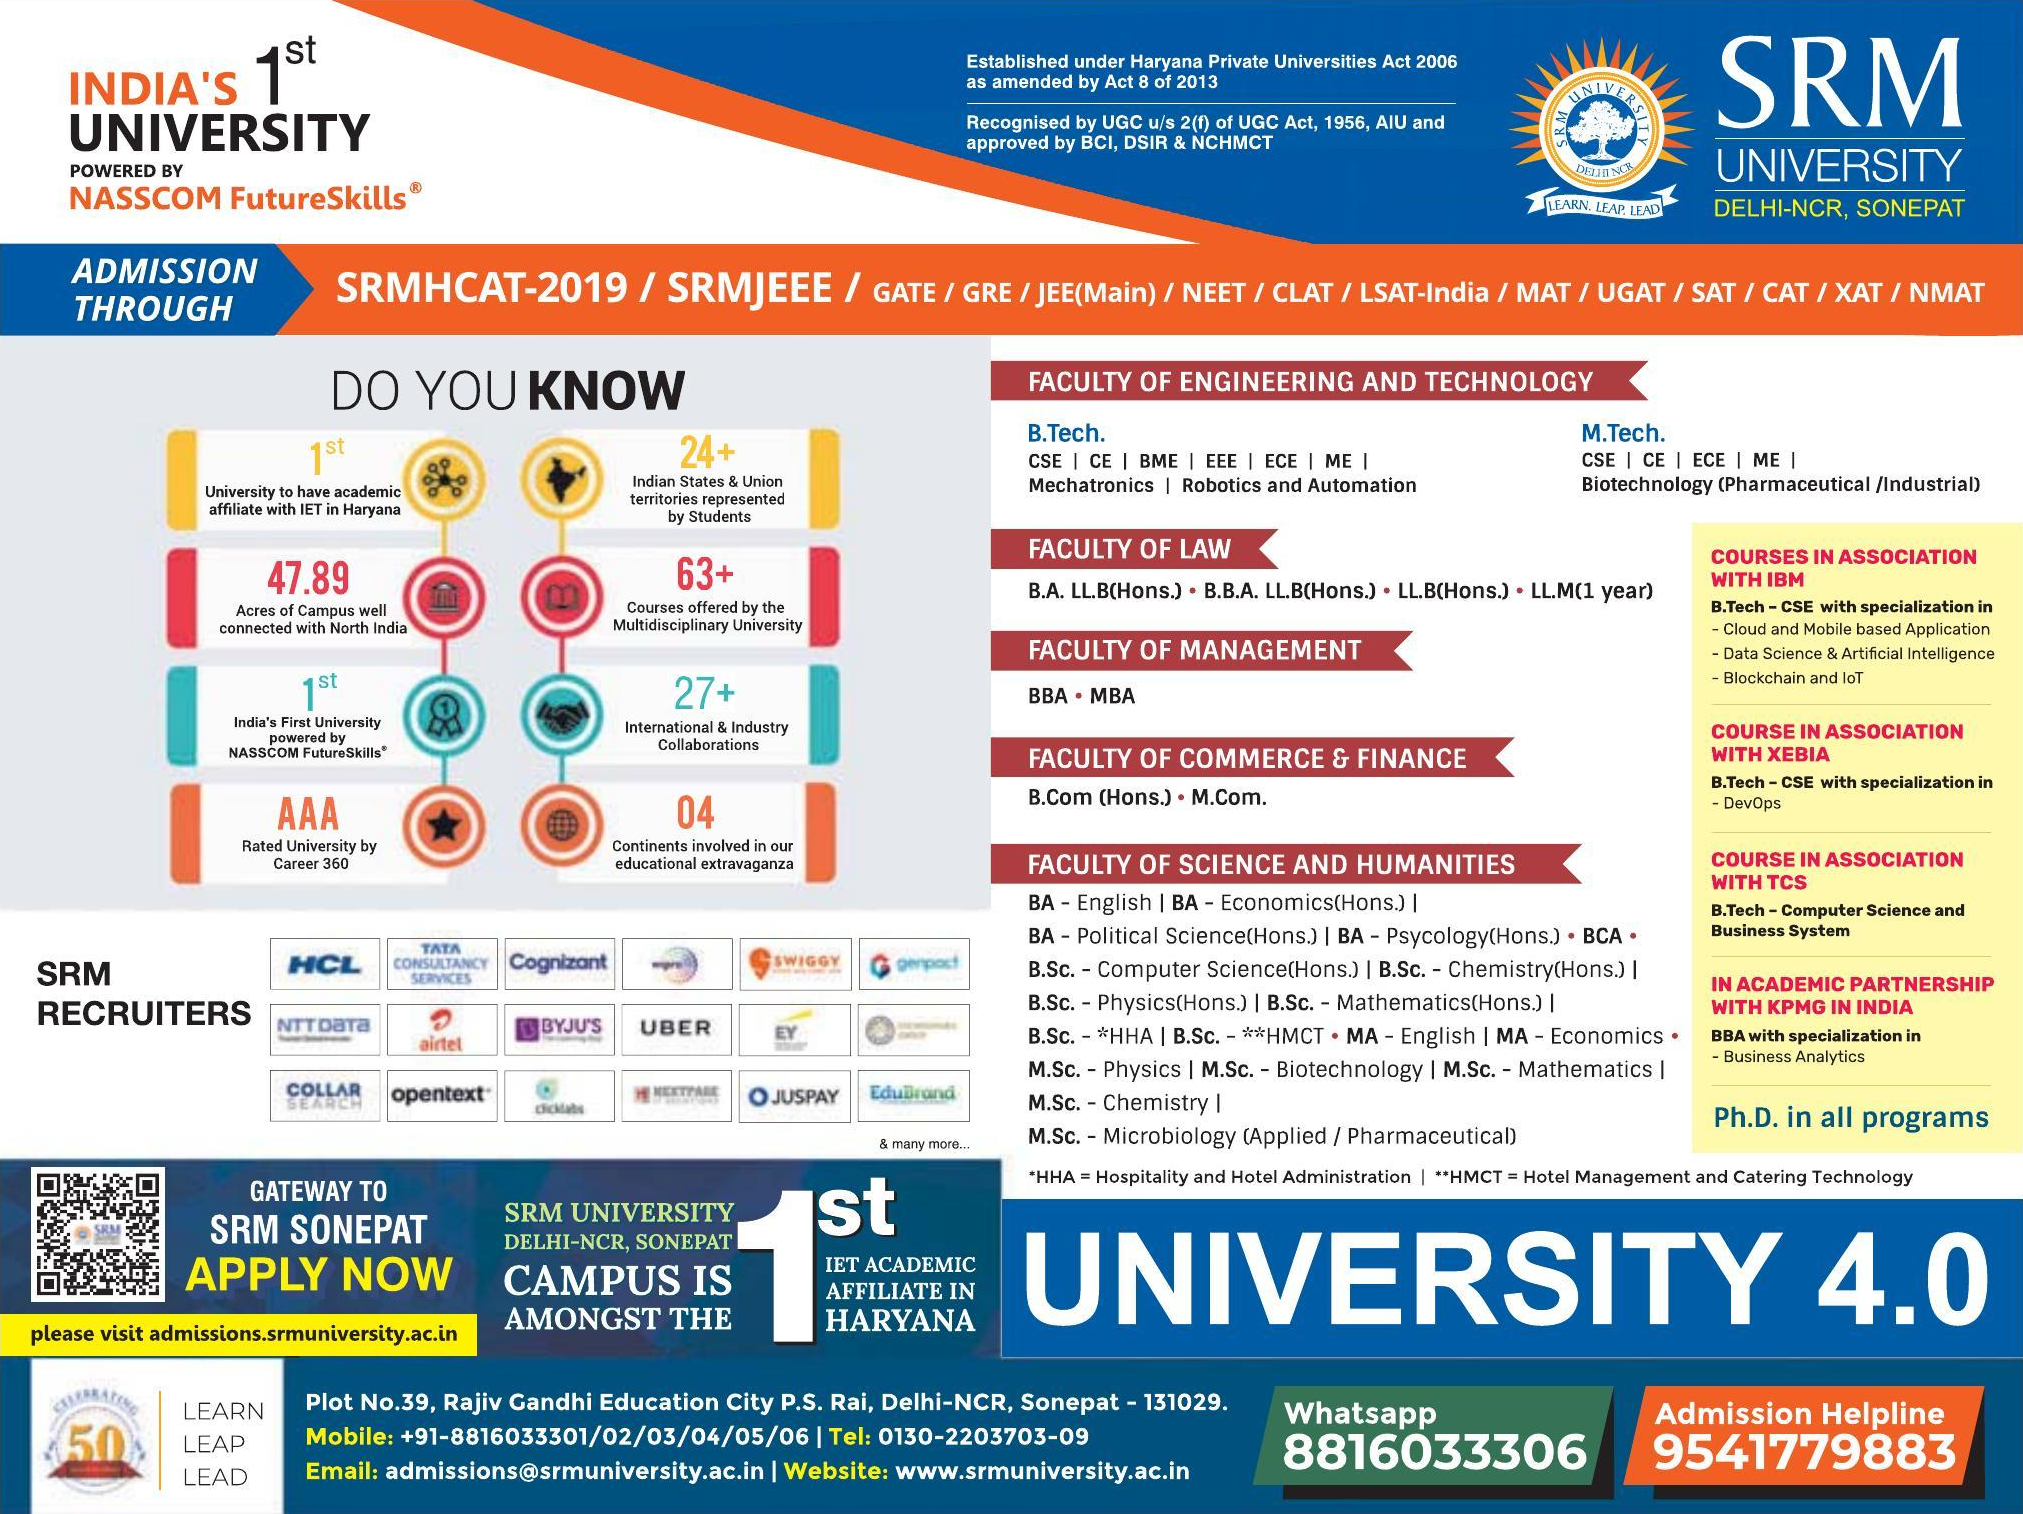 INDIA'S 1st
UNIVERSITY
POWERED BY
NASSCOM FutureSkills®
Established under Haryana Private Universities Act 2006
as amended by Act 8 of 2013
Recognised by UGC u/s 2(f) of UGC Act, 1956, AIU and
approved by BCI, DSIR & NCHMCT
SRM UNIVERSITY
DELHI NCR
LEARN. LEAP. LEAD
SRM
UNIVERSITY
DELHI-NCR, SONEPAT
ADMISSION
THROUGH
SRMHCAT-2019 / SRMJEEE / GATE / GRE / JEE(Main) / NEET / CLAT / LSAT-India / MAT / UGAT / SAT / CAT / XAT / NMAT
DO YOU KNOW
1st
University to have academic
affiliate with IET in Haryana
24+
Indian States & Union
territories represented
by Students
47.89
Acres of Campus well
connected with North India
63+
Courses offered by the
Multidisciplinary University
1st
India's First University
powered by
NASSCOM FutureSkills®
1
27+
International & Industry
Collaborations
AAA
Rated University by
Career 360
04
Continents involved in our
educational extravaganza
SRM
RECRUITERS
HCL
TATA
CONSULTANCY
SERVICES
Cognizant
wipro
SWIGGY
genpact
NTT DATA
airtel
BYJU'S
UBER
EY
COLLAR
SEARCH
opentext
clicklabs
NEXTPAGE
JUSPAY
EduBrand
& many more...
FACULTY OF ENGINEERING AND TECHNOLOGY
B.Tech.
CSE | CE | BME | EEE | ECE | ME |
Mechatronics | Robotics and Automation
M.Tech.
CSE | CE | ECE | ME |
Biotechnology (Pharmaceutical /Industrial)
FACULTY OF LAW
B.A. LL.B(Hons.) • B.B.A. LL.B(Hons.) • LL.B(Hons.) • LL.M(1 year)
FACULTY OF MANAGEMENT
BBA • MBA
FACULTY OF COMMERCE & FINANCE
B.Com (Hons.) • M.Com.
FACULTY OF SCIENCE AND HUMANITIES
BA - English | BA - Economics(Hons.) |
BA - Political Science(Hons.) | BA - Psycology(Hons.) • BCA •
B.Sc. - Computer Science(Hons.) | B.Sc. - Chemistry(Hons.) |
B.Sc. - Physics(Hons.) | B.Sc. - Mathematics(Hons.) |
B.Sc. - *HHA | B.Sc. - **HMCT • MA - English | MA - Economics •
M.Sc. - Physics | M.Sc. - Biotechnology | M.Sc. - Mathematics |
M.Sc. - Chemistry |
M.Sc. - Microbiology (Applied / Pharmaceutical)
*HHA = Hospitality and Hotel Administration | **HMCT = Hotel Management and Catering Technology
COURSES IN ASSOCIATION
WITH IBM
B.Tech - CSE with specialization in
- Cloud and Mobile based Application
- Data Science & Artificial Intelligence
- Blockchain and IoT
COURSE IN ASSOCIATION
WITH XEBIA
B.Tech - CSE with specialization in
- DevOps
COURSE IN ASSOCIATION
WITH TCS
B.Tech - Computer Science and
Business System
IN ACADEMIC PARTNERSHIP
WITH KPMG IN INDIA
BBA with specialization in
- Business Analytics
Ph.D. in all programs
SRM
GATEWAY TO
SRM SONEPAT
APPLY NOW
please visit admissions.srmuniversity.ac.in
SRM UNIVERSITY
DELHI-NCR, SONEPAT
CAMPUS IS
AMONGST THE
1st
IET ACADEMIC
AFFILIATE IN
HARYANA
UNIVERSITY 4.0
CELEBRATING
50
LEARN
LEAP
LEAD
Plot No.39, Rajiv Gandhi Education City P.S. Rai, Delhi-NCR, Sonepat - 131029.
Mobile: +91-8816033301/02/03/04/05/06 | Tel: 0130-2203703-09
Email: admissions@srmuniversity.ac.in | Website: www.srmuniversity.ac.in
Whatsapp
8816033306
Admission Helpline
9541779883